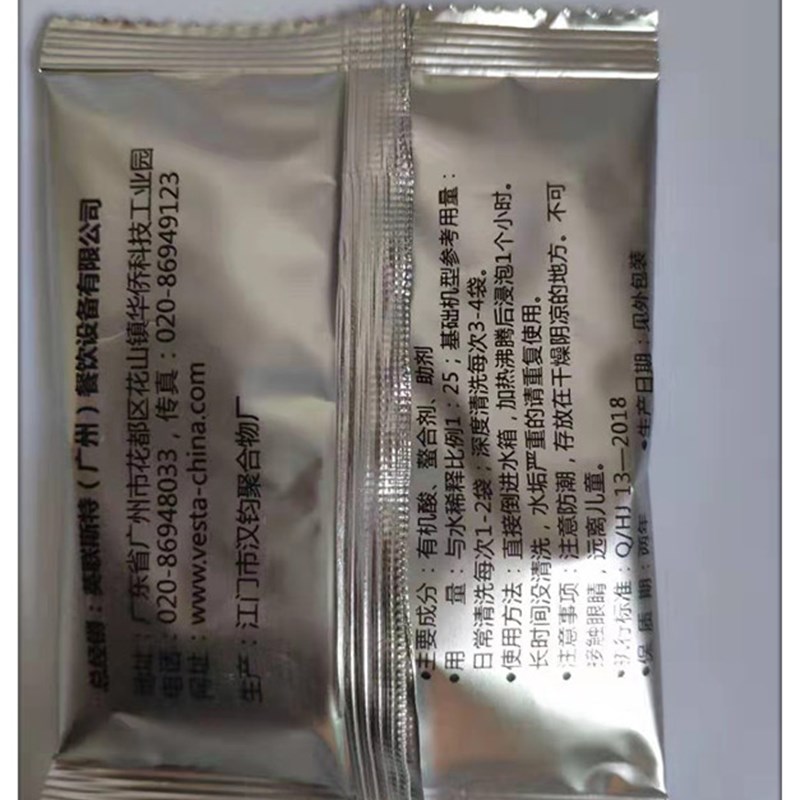 总经销：英联斯特（广州）餐饮设备有限公司
地址：广东省广州市花都区花山镇华侨科技工业园
电话：020-86948033，传真：020-86949123
网址：www.vesta-china.com
生产：江门市汉钧聚合物厂
•主要成分：有机酸、螯合剂、助剂
•用 量：与水稀释比例1：25；基础机型参考用量：
日常清洗每次1-2袋；深度清洗每次3-4袋。
•使用方法：直接倒进水箱，加热沸腾后浸泡1个小时。
长时间没清洗，水垢严重的请重复使用。
•注意事项：注意防潮，存放在干燥阴凉的地方。不可
接触眼睛，远离儿童。
•执行标准：Q/HJ 13—2018
•保 质 期：两年 •生产日期：见外包装